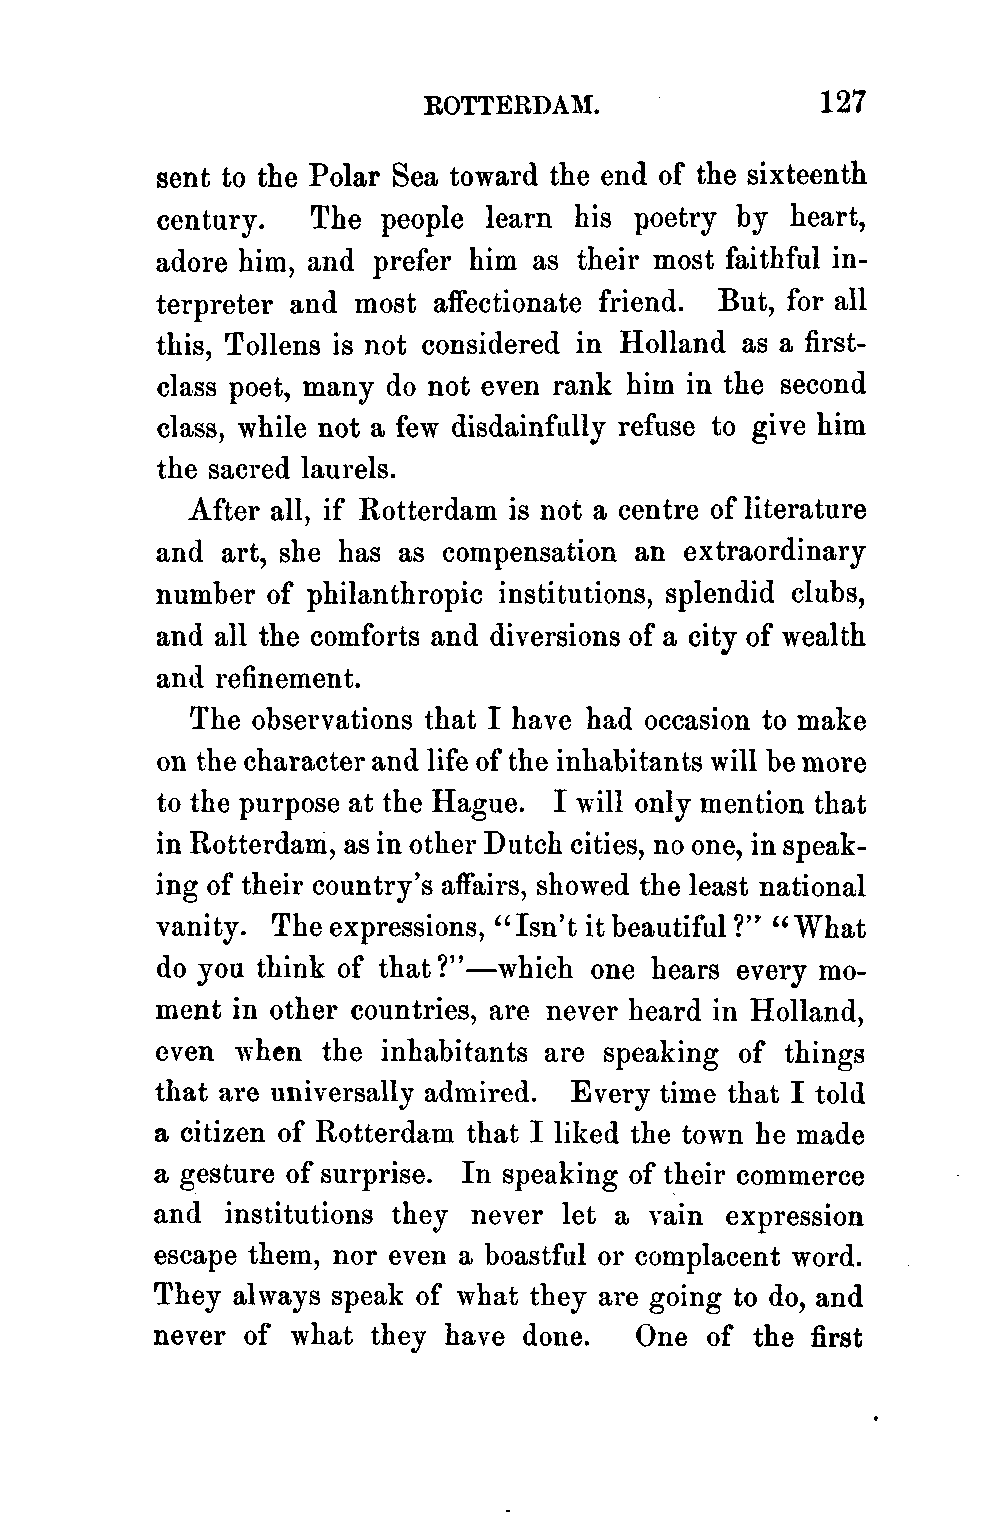 ROTTERDAM. 127
sent to the Polar Sea toward the end of the sixteenth
century. The people learn his poetry by heart,
adore him, and prefer him as their most faithful in-
terpreter and most affectionate friend. But, for all
this, Tollens is not considered in Holland as a first-
class poet, many do not even rank him in the second
class, while not a few disdainfully refuse to give him
the sacred laurels.
After all, if Rotterdam is not a centre of literature
and art, she has as compensation an extraordinary
number of philanthropic institutions, splendid clubs,
and all the comforts and diversions of a city of wealth
and refinement.
The observations that I have had occasion to make
on the character and life of the inhabitants will be more
to the purpose at the Hague. I will only mention that
in Rotterdam, as in other Dutch cities, no one, in speak-
ing of their country's affairs, showed the least national
vanity. The expressions, “Isn't it beautiful?” “What
do you think of that?”—which one hears every mo-
ment in other countries, are never heard in Holland,
even when the inhabitants are speaking of things
that are universally admired. Every time that I told
a citizen of Rotterdam that I liked the town he made
a gesture of surprise. In speaking of their commerce
and institutions they never let a vain expression
escape them, nor even a boastful or complacent word.
They always speak of what they are going to do, and
never of what they have done. One of the first